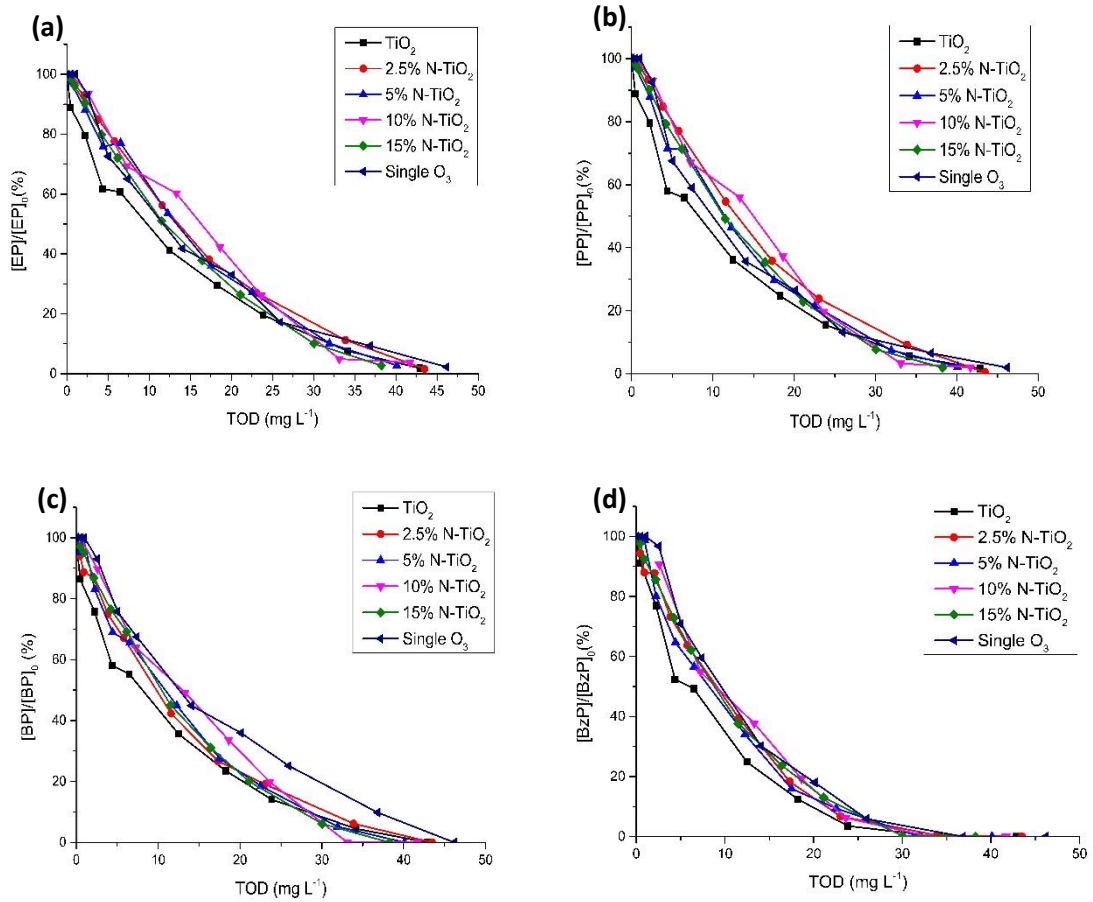 (a)
TiO₂
2.5% N-TiO₂
5% N-TiO₂
10% N-TiO₂
15% N-TiO₂
Single O₃
100
80
60
40
20
0
[EP]/[EP]₀(%)
0 5 10 15 20 25 30 35 40 45 50
TOD (mg L⁻¹)
(b)
TiO₂
2.5% N-TiO₂
5% N-TiO₂
10% N-TiO₂
15% N-TiO₂
Single O₃
100
80
60
40
20
0
[PP]/[PP]₀(%)
0 10 20 30 40 50
TOD (mg L⁻¹)
(c)
TiO₂
2.5% N-TiO₂
5% N-TiO₂
10% N-TiO₂
15% N-TiO₂
Single O₃
100
80
60
40
20
0
[BP]/[BP]₀ (%)
0 10 20 30 40 50
TOD (mg L⁻¹)
(d)
TiO₂
2.5% N-TiO₂
5% N-TiO₂
10% N-TiO₂
15% N-TiO₂
Single O₃
100
80
60
40
20
0
[BzP]/[BzP]₀(%)
0 10 20 30 40 50
TOD (mg L⁻¹)